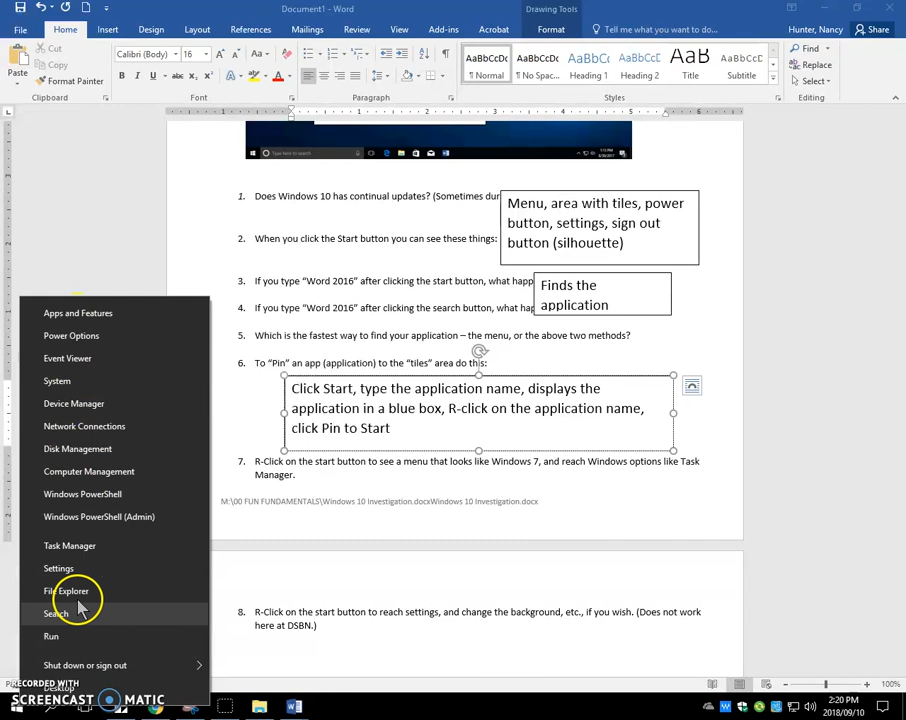 Document1 - Word
Drawing Tools
File
Home
Insert
Design
Layout
References
Mailings
Review
View
Add-ins
Acrobat
Format
Tell me what you want to do...
Hunter, Nancy
Share
Paste
Cut
Copy
Format Painter
Clipboard
Calibri (Body)
16
Font
Paragraph
AaBbCcDc
¶ Normal
AaBbCcDc
¶ No Spac...
AaBbCc
Heading 1
AaBbCcC
Heading 2
AaB
Title
AaBbCcC
Subtitle
Styles
Find
Replace
Select
Editing
Type here to search
1. Does Windows 10 has continual updates? (Sometimes dur
Menu, area with tiles, power
button, settings, sign out
button (silhouette)
2. When you click the Start button you can see these things:
3. If you type "Word 2016" after clicking the start button, what happ
Finds the
application
4. If you type "Word 2016" after clicking the search button, what hap
5. Which is the fastest way to find your application – the menu, or the above two methods?
6. To "Pin" an app (application) to the "tiles" area do this:
Click Start, type the application name, displays the
application in a blue box, R-click on the application name,
click Pin to Start
7. R-Click on the start button to see a menu that looks like Windows 7, and reach Windows options like Task
Manager.
M:\00 FUN FUNDAMENTALS\Windows 10 Investigation.docxWindows 10 Investigation.docx
8. R-Click on the start button to reach settings, and change the background, etc., if you wish. (Does not work
here at DSBN.)
Apps and Features
Power Options
Event Viewer
System
Device Manager
Network Connections
Disk Management
Computer Management
Windows PowerShell
Windows PowerShell (Admin)
Task Manager
Settings
File Explorer
Search
Run
Shut down or sign out
Desktop
RECORDED WITH
SCREENCAST MATIC
100%
2:20 PM
2018/09/10